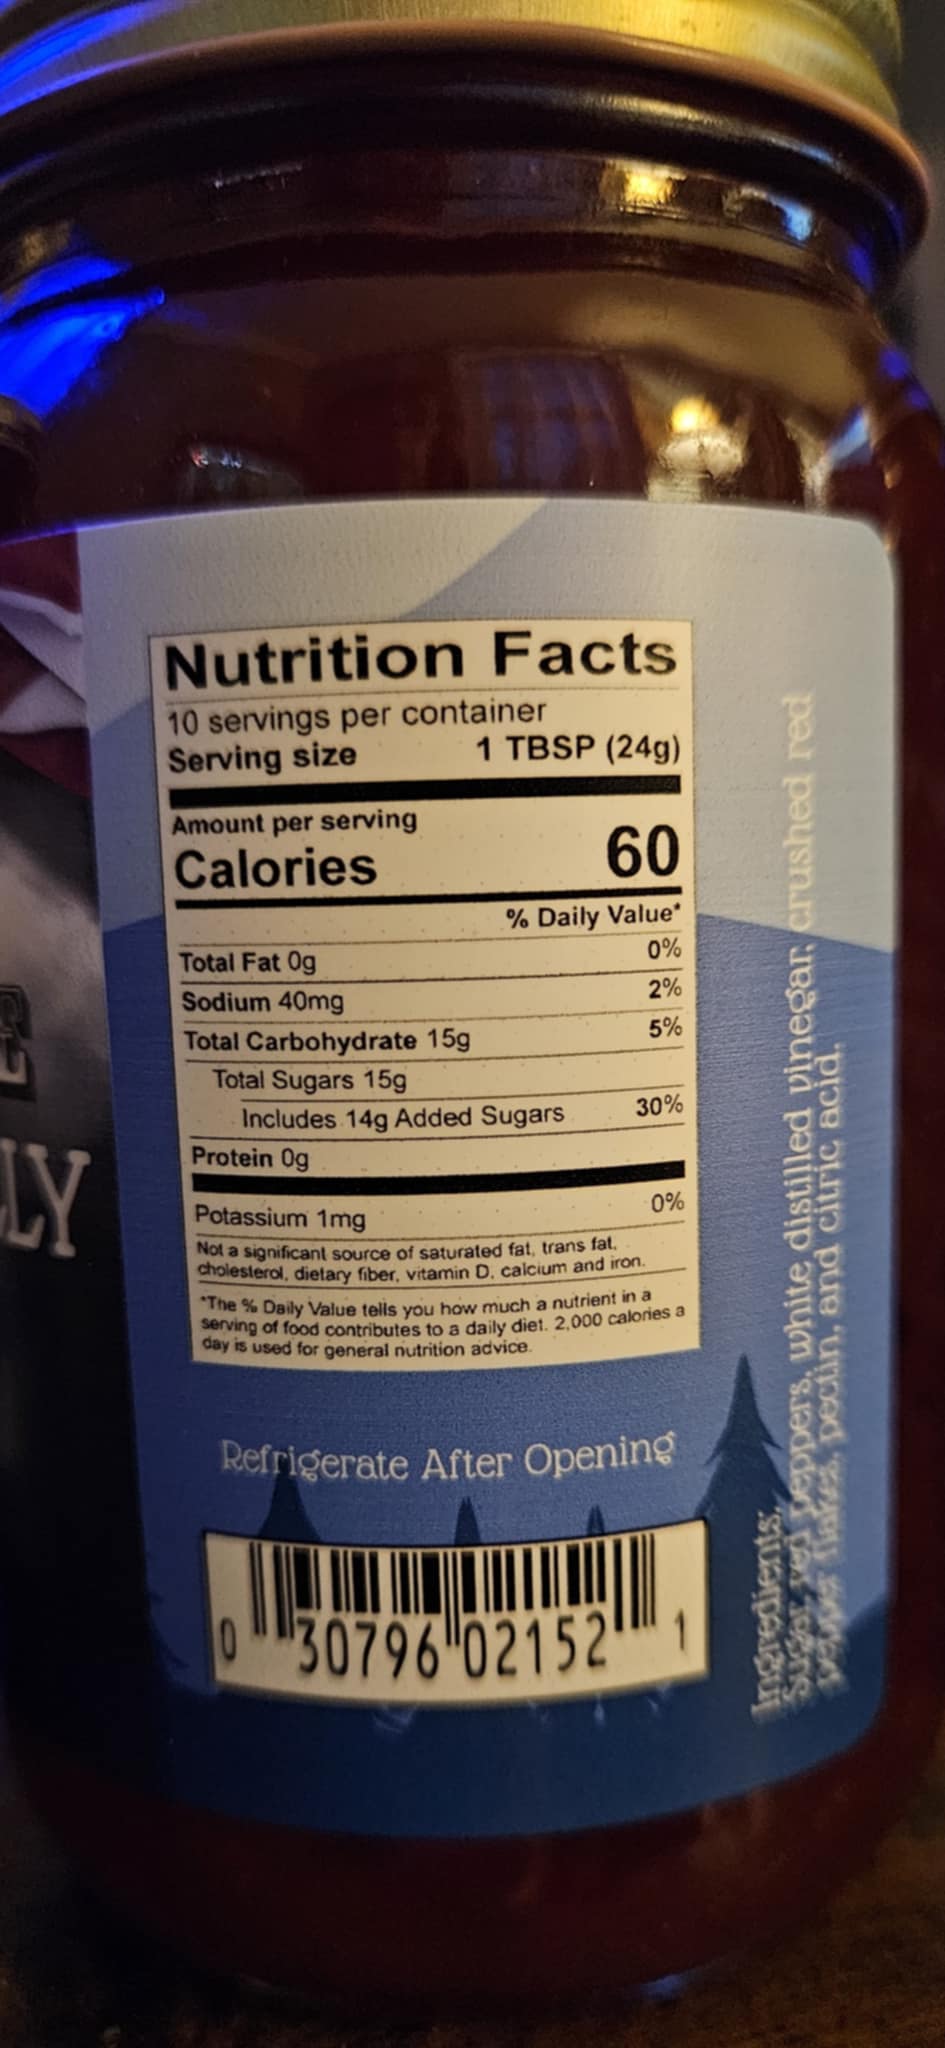 LY
Nutrition Facts
10 servings per container
Serving size 1 TBSP (24g)
Amount per serving
Calories 60
% Daily Value*
Total Fat 0g 0%
Sodium 40mg 2%
Total Carbohydrate 15g 5%
Total Sugars 15g
Includes 14g Added Sugars 30%
Protein 0g
Potassium 1mg 0%
Not a significant source of saturated fat, trans fat,
cholesterol, dietary fiber, vitamin D, calcium and iron.
*The % Daily Value tells you how much a nutrient in a
serving of food contributes to a daily diet. 2,000 calories a
day is used for general nutrition advice.
Refrigerate After Opening
0 30796 02152 1
Ingredients:
Sugar, red peppers, white distilled vinegar, crushed red
pepper flakes, pectin, and citric acid.